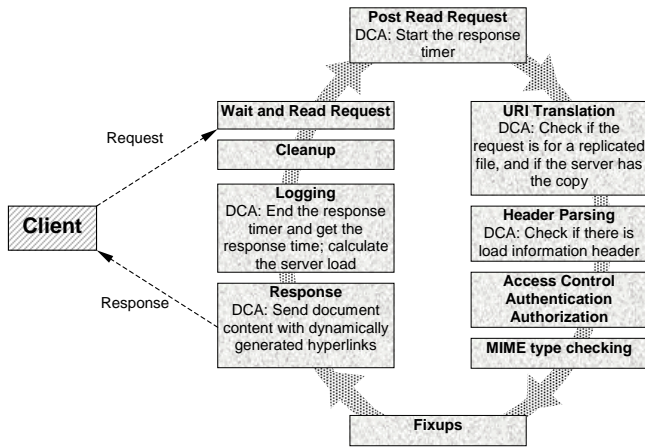 Post Read Request
DCA: Start the response
timer
Wait and Read Request
Cleanup
Logging
DCA: End the response
timer and get the
response time; calculate
the server load
Response
DCA: Send document
content with dynamically
generated hyperlinks
URI Translation
DCA: Check if the
request is for a replicated
file, and if the server has
the copy
Header Parsing
DCA: Check if there is
load information header
Access Control
Authentication
Authorization
MIME type checking
Fixups
Request
Client
Response